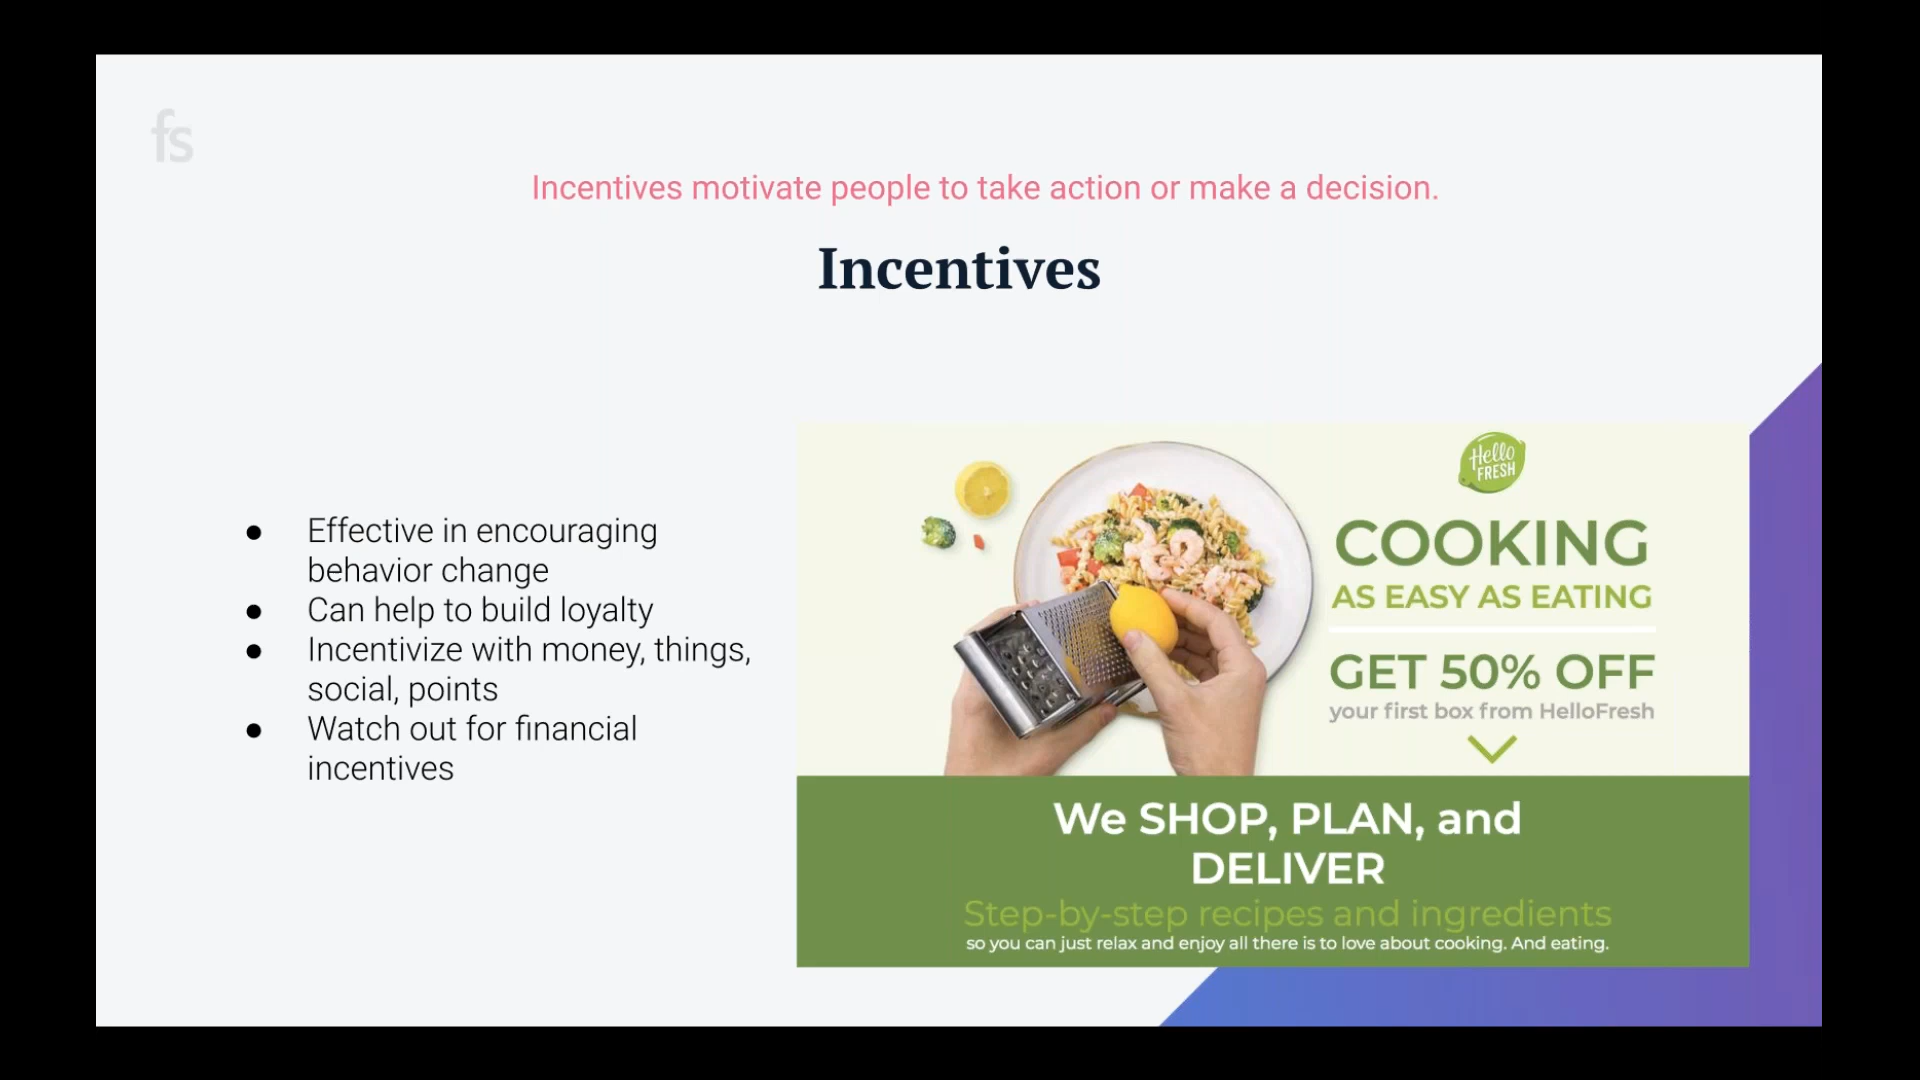 fs
Incentives motivate people to take action or make a decision.
Incentives
● Effective in encouraging
behavior change
● Can help to build loyalty
● Incentivize with money, things,
social, points
● Watch out for financial
incentives
Hello
FRESH
COOKING
AS EASY AS EATING
GET 50% OFF
your first box from HelloFresh
We SHOP, PLAN, and
DELIVER
Step-by-step recipes and ingredients
so you can just relax and enjoy all there is to love about cooking. And eating.